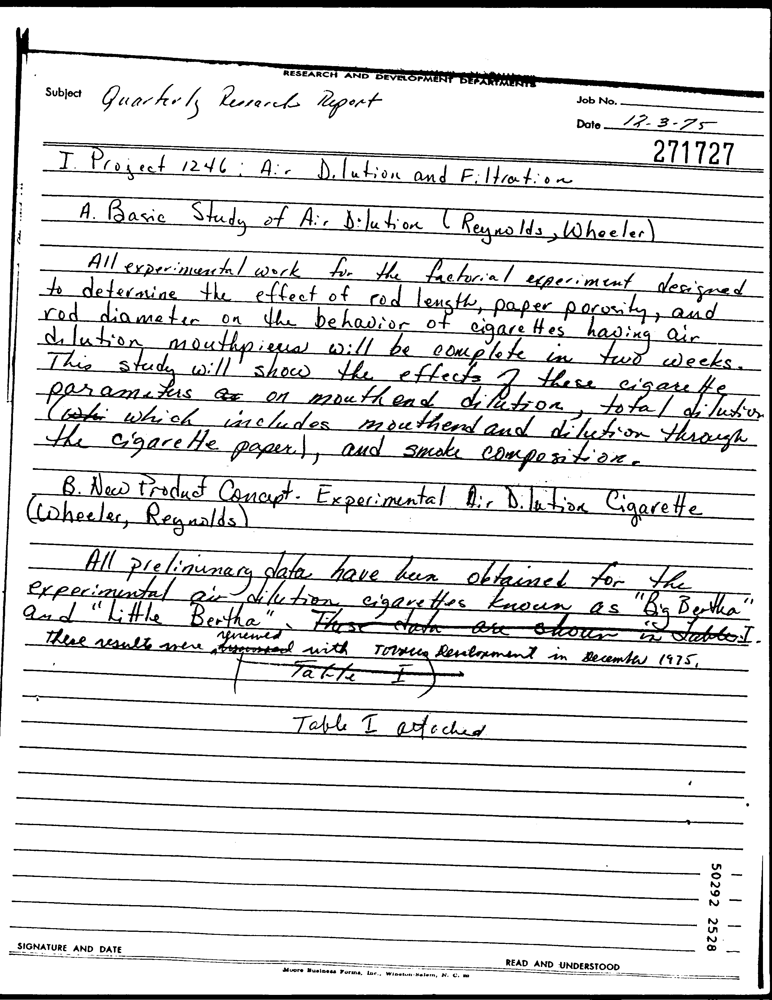 RESEARCH AND DEVELOPMENT DEPARTMENTS
Subject Quarterly Research Report
Job No.
Date 12-3-75
271727
I. Project 1246: Air Dilution and Filtration
A. Basic Study of Air Dilution (Reynolds, Wheeler)
All experimental work for the factorial experiment designed
to determine the effect of rod length, paper porosity, and
rod diameter on the behavior of cigarettes having air
dilution mouthpieces will be complete in two weeks.
This study will show the effects of these cigarette
parameters on mouthend dilution, total dilution
(which includes mouthend and dilution through
the cigarette paper), and smoke composition.
B. New Product Concept - Experimental Air Dilution Cigarette
(Wheeler, Reynolds)
All preliminary data have been obtained for the
experimental air dilution cigarettes known as "Big Bertha"
and "Little Bertha". These data are shown in Table I.
reviewed
these results were discussed with Tobacco Development in December 1975.
(Table I)
Table I attached
50292 2528
SIGNATURE AND DATE
READ AND UNDERSTOOD
Moore Business Forms, Inc., Winston-Salem, N. C.